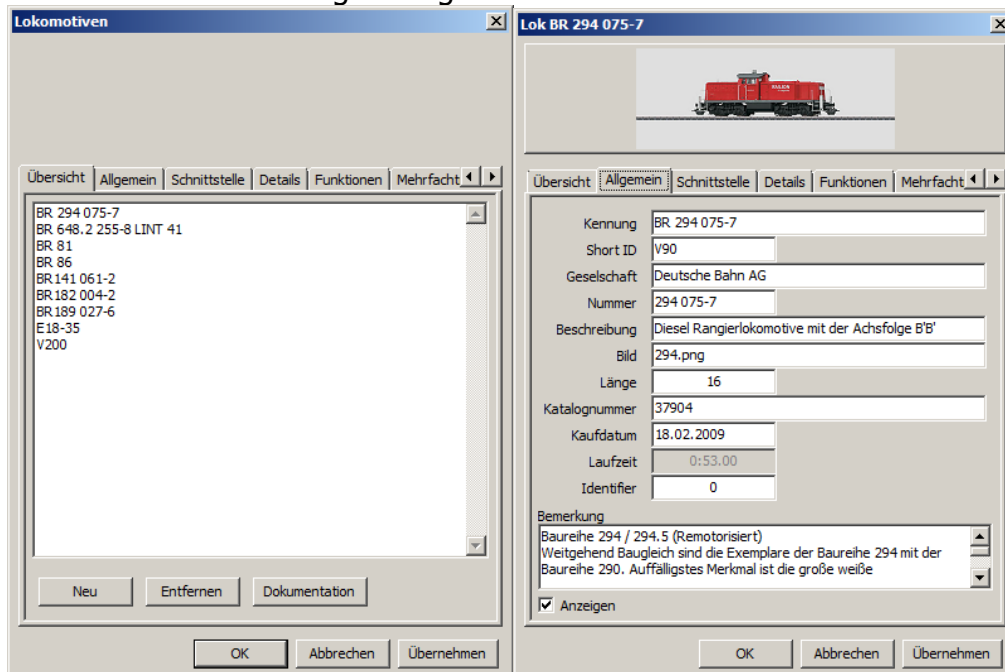 Lokomotiven
Übersicht Allgemein Schnittstelle Details Funktionen Mehrfacht
BR 294 075-7
BR 648.2 255-8 LINT 41
BR 81
BR 86
BR141 061-2
BR182 004-2
BR189 027-6
E18-35
V200
Neu Entfernen Dokumentation
OK Abbrechen Übernehmen
Lok BR 294 075-7
Übersicht Allgemein Schnittstelle Details Funktionen Mehrfacht
Kennung BR 294 075-7
Short ID V90
Geselschaft Deutsche Bahn AG
Nummer 294 075-7
Beschreibung Diesel Rangierlokomotive mit der Achsfolge B'B'
Bild 294.png
Länge 16
Katalognummer 37904
Kaufdatum 18.02.2009
Laufzeit 0:53.00
Identifier 0
Bemerkung
Baureihe 294 / 294.5 (Remotorisiert)
Weitgehend Baugleich sind die Exemplare der Baureihe 294 mit der
Baureihe 290. Auffälligstes Merkmal ist die große weiße
Anzeigen
OK Abbrechen Übernehmen